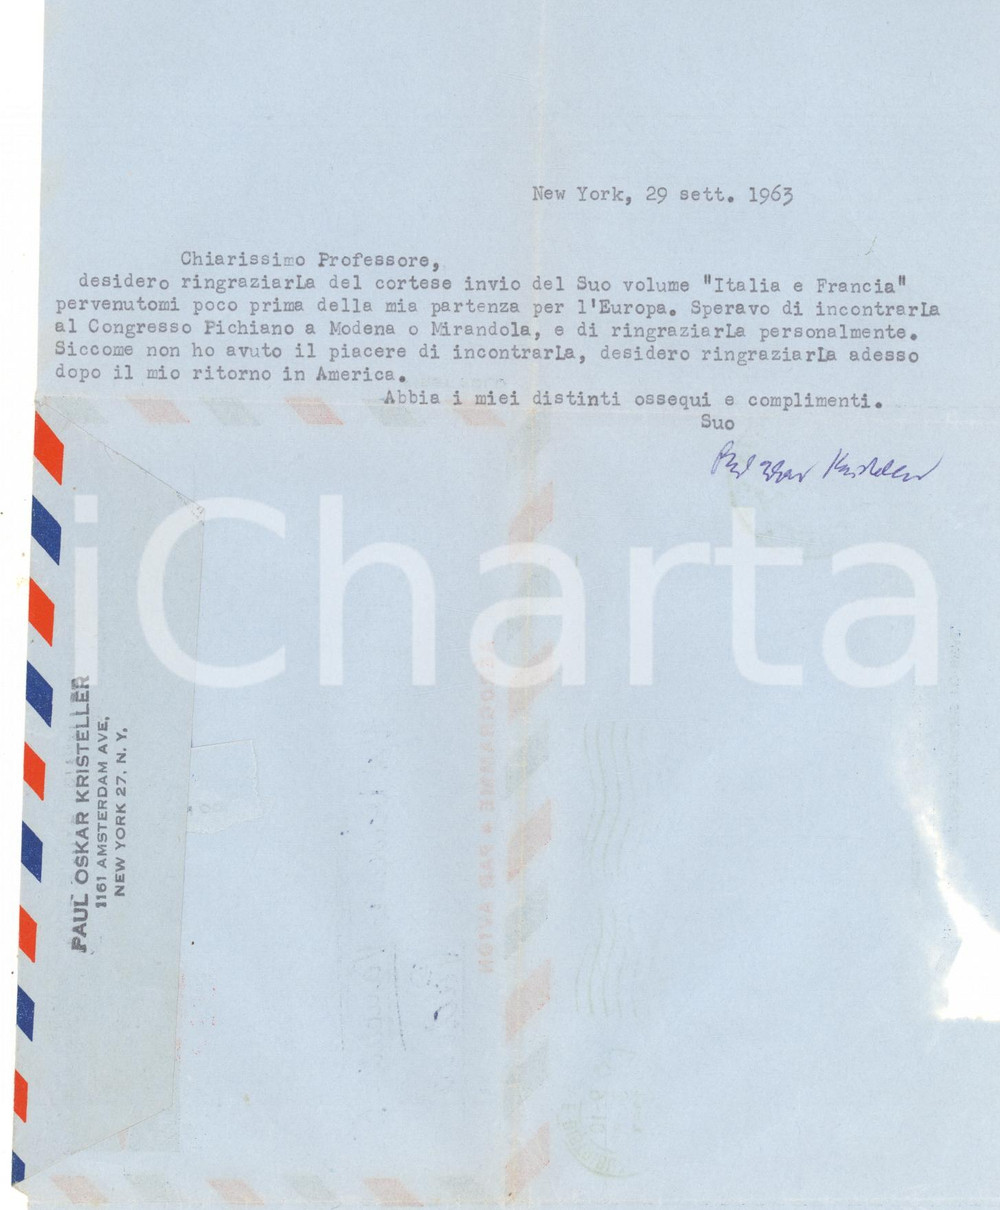 New York, 29 sett. 1963
Chiarissimo Professore,
desidero ringraziarLa del cortese invio del Suo volume "Italia e Francia"
pervenutomi poco prima della mia partenza per l'Europa. Speravo di incontrarLa
al Congresso Pichiano a Modena o Mirandola, e di ringraziarLa personalmente.
Siccome non ho avuto il piacere di incontrarLa, desidero ringraziarLa adesso
dopo il mio ritorno in America.
Abbia i miei distinti ossequi e complimenti.
Suo
Paul Oskar Kristeller
iCharta
PAUL OSKAR KRISTELLER
1161 AMSTERDAM AVE,
NEW YORK 27, N. Y.
AEROGRAMME * PAR AVION